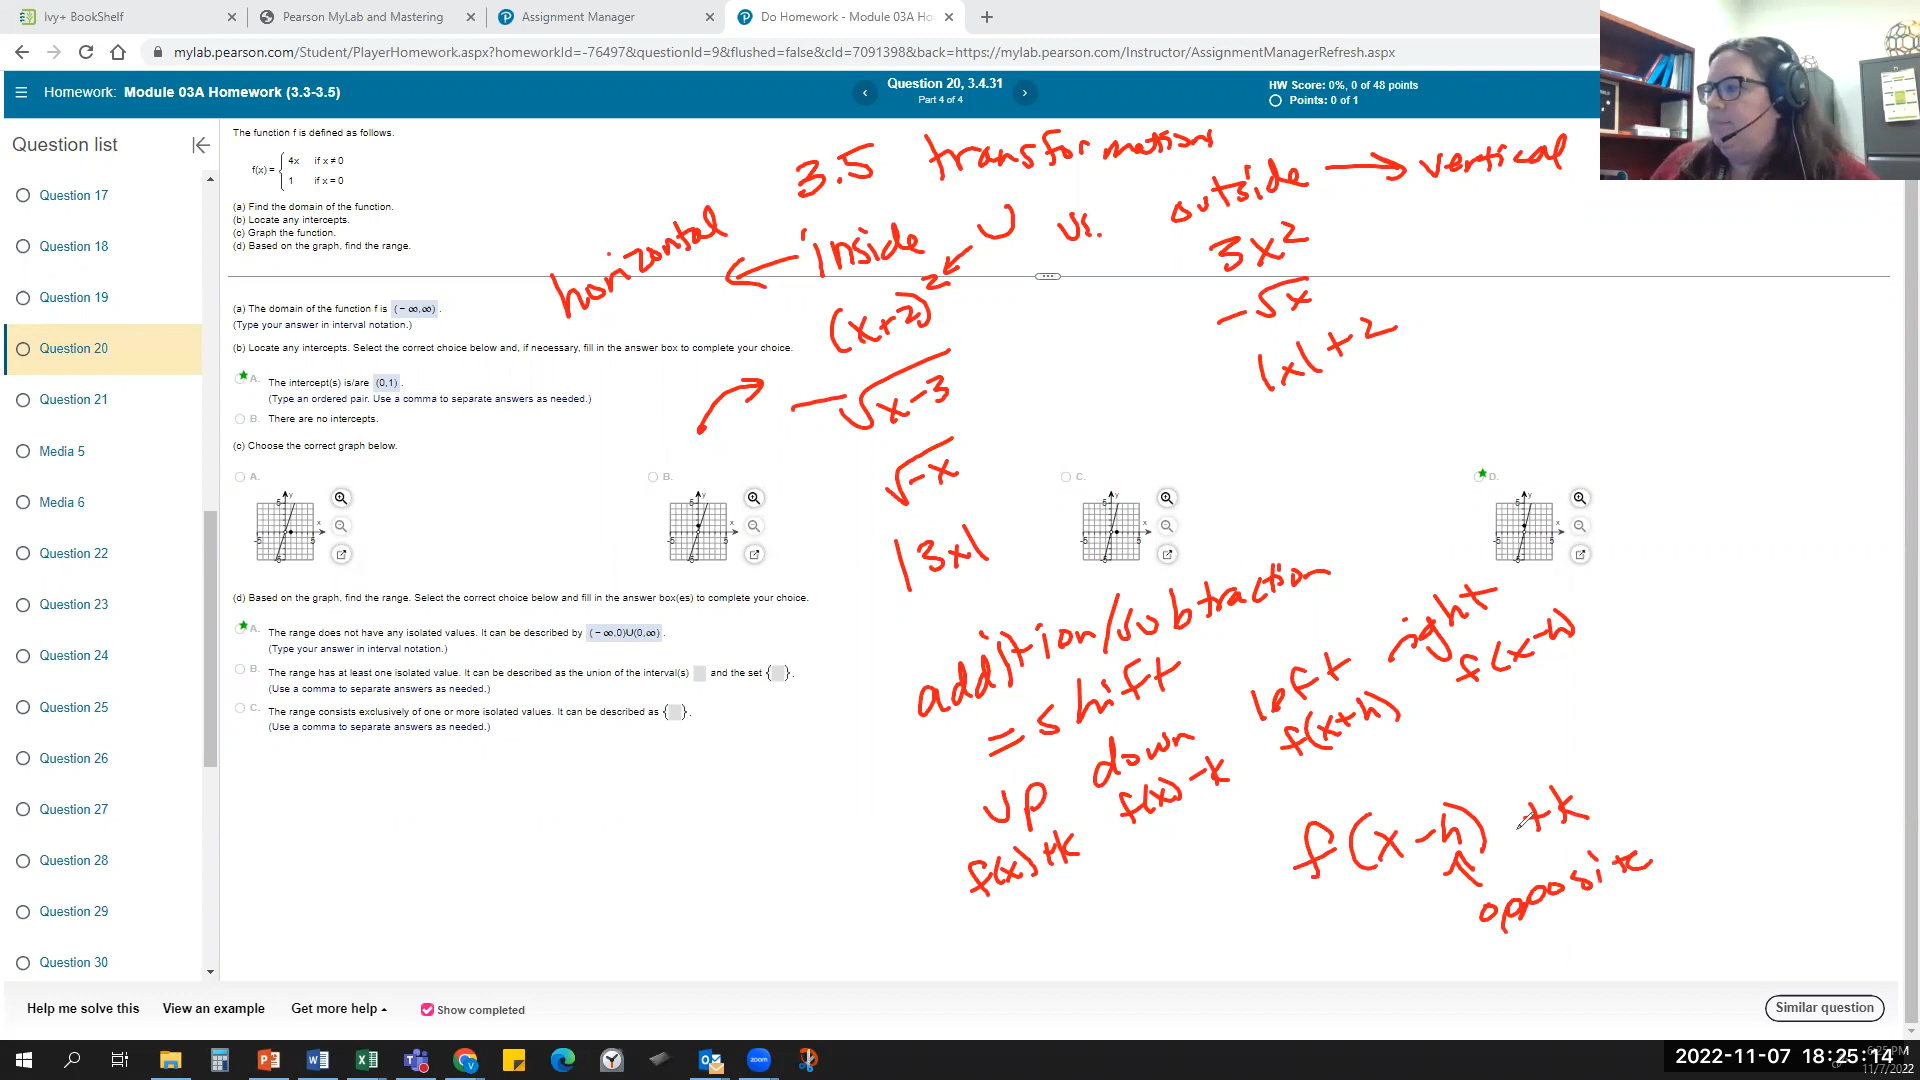 Ivy+ BookShelf
Pearson MyLab and Mastering
Assignment Manager
Do Homework - Module 03A Ho
mylab.pearson.com/Student/PlayerHomework.aspx?homeworkId=-76497&questionId=9&flushed=false&cId=7091398&back=https://mylab.pearson.com/Instructor/AssignmentManagerRefresh.aspx
Homework: Module 03A Homework (3.3-3.5)
Question 20, 3.4.31
Part 4 of 4
HW Score: 0%, 0 of 48 points
Points: 0 of 1
Question list
Question 17
Question 18
Question 19
Question 20
Question 21
Media 5
Media 6
Question 22
Question 23
Question 24
Question 25
Question 26
Question 27
Question 28
Question 29
Question 30
The function f is defined as follows.
f(x) = { 4x if x ≠ 0
1 if x = 0
(a) Find the domain of the function.
(b) Locate any intercepts.
(c) Graph the function.
(d) Based on the graph, find the range.
(a) The domain of the function f is (−∞,∞).
(Type your answer in interval notation.)
(b) Locate any intercepts. Select the correct choice below and, if necessary, fill in the answer box to complete your choice.
A. The intercept(s) is/are (0,1).
(Type an ordered pair. Use a comma to separate answers as needed.)
B. There are no intercepts.
(c) Choose the correct graph below.
A.
B.
C.
D.
(d) Based on the graph, find the range. Select the correct choice below and fill in the answer box(es) to complete your choice.
A. The range does not have any isolated values. It can be described by (−∞,0)∪(0,∞).
(Type your answer in interval notation.)
B. The range has at least one isolated value. It can be described as the union of the interval(s) and the set { }.
(Use a comma to separate answers as needed.)
C. The range consists exclusively of one or more isolated values. It can be described as { }.
(Use a comma to separate answers as needed.)
3.5 transformations
horizontal ← inside vs. outside → vertical
(x+2)²
−√x−3
√−x
|3x|
3x²
−√x
|x|+2
addition/subtraction
= shift
up
f(x)+k
down
f(x)−k
left
f(x+h)
right
f(x−h)
f(x−h)+k
opposite
Help me solve this
View an example
Get more help
Show completed
Similar question
2022-11-07 18:25:14
11/7/2022